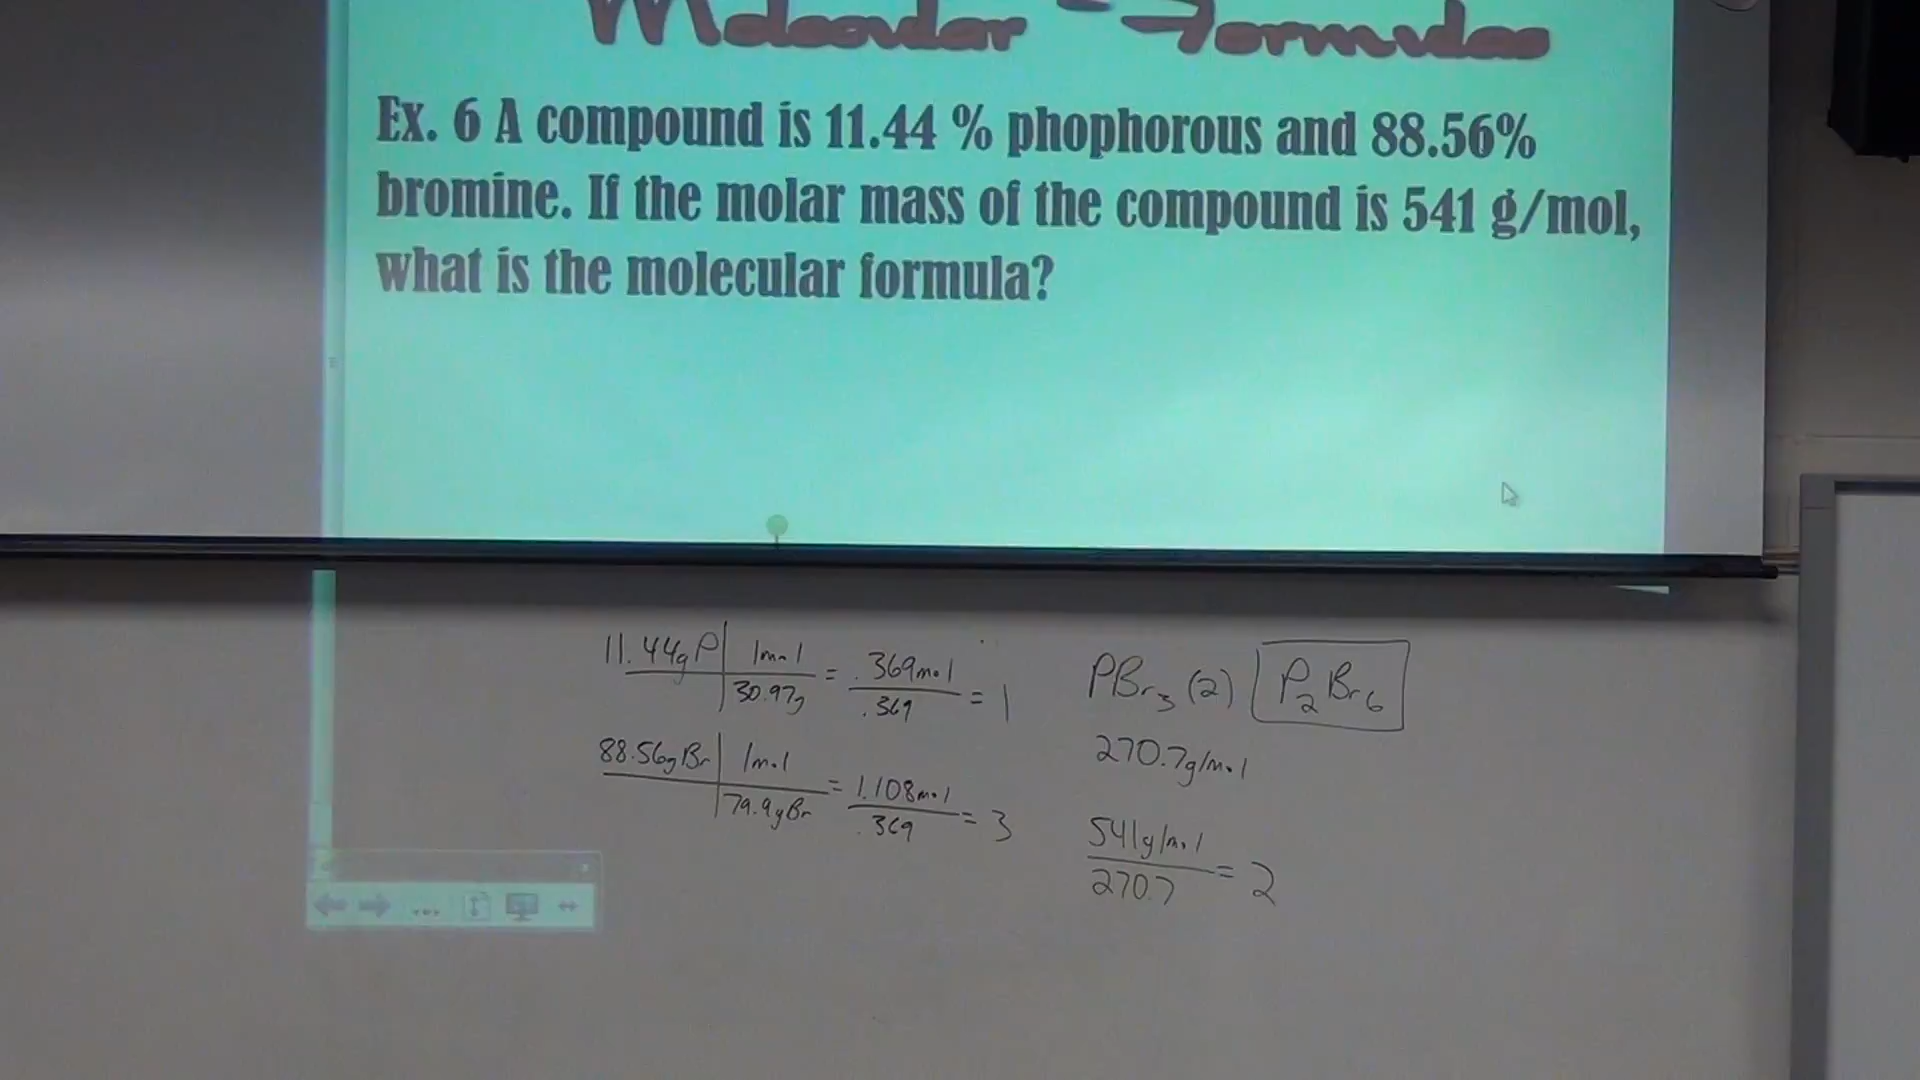 Molecular Formulas
Ex. 6 A compound is 11.44 % phophorous and 88.56%
bromine. If the molar mass of the compound is 541 g/mol,
what is the molecular formula?
11.44g P | 1mol = .369mol = 1
30.97g .369
88.56g Br | 1mol = 1.108mol = 3
79.9g Br .369
PBr₃ (2) P₂Br₆
270.7g/mol
541g/mol = 2
270.7